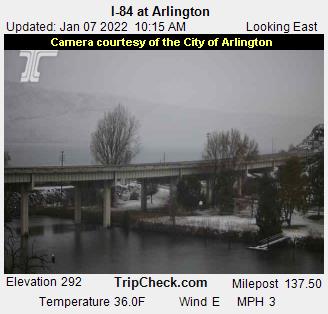 I-84 at Arlington
Updated: Jan 07 2022 10:15 AM Looking East
Camera courtesy of the City of Arlington
Elevation 292 TripCheck.com Milepost 137.50
Temperature 36.0F Wind E MPH 3